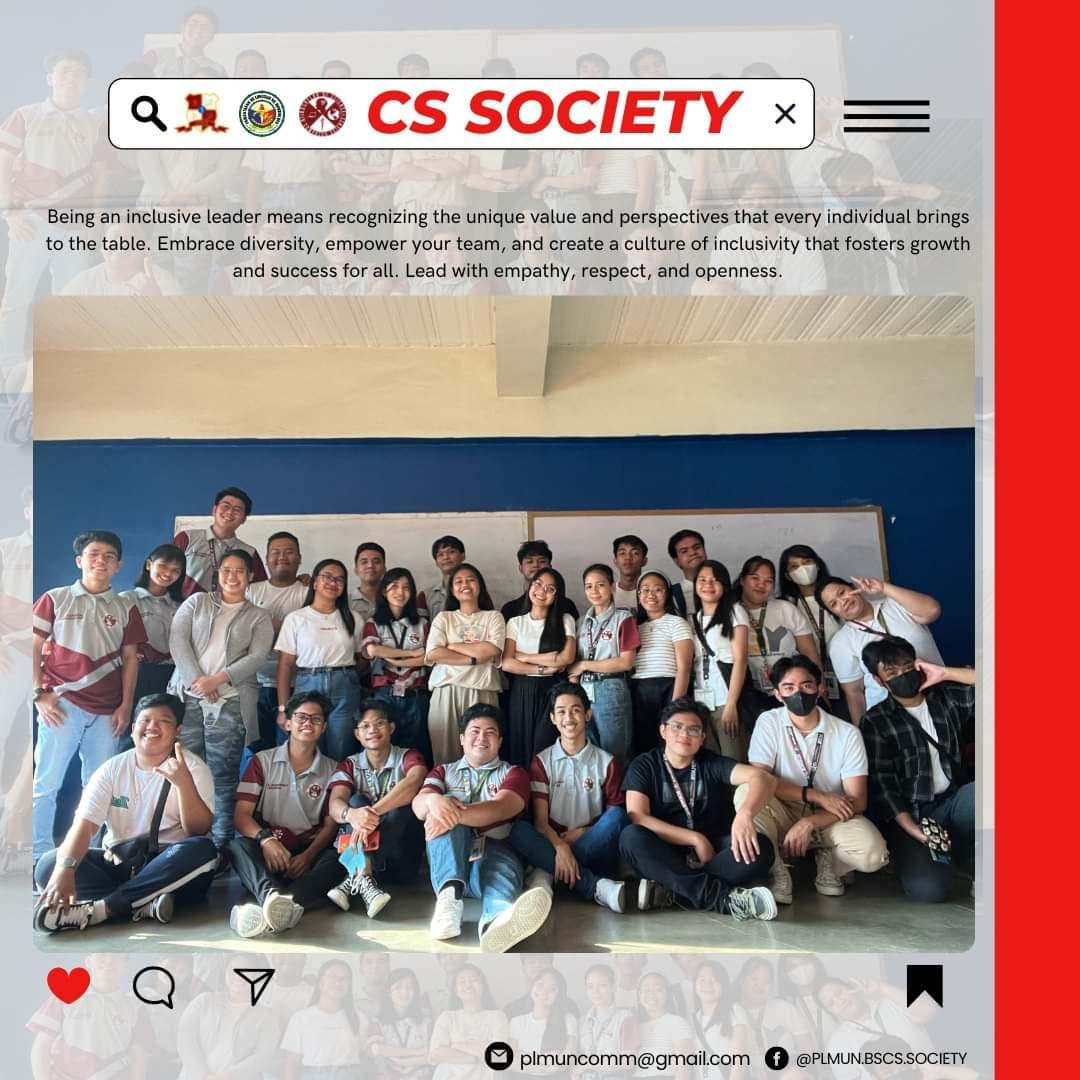 CS SOCIETY
Being an inclusive leader means recognizing the unique value and perspectives that every individual brings
to the table. Embrace diversity, empower your team, and create a culture of inclusivity that fosters growth
and success for all. Lead with empathy, respect, and openness.
plmuncomm@gmail.com @PLMUN.BSCS.SOCIETY